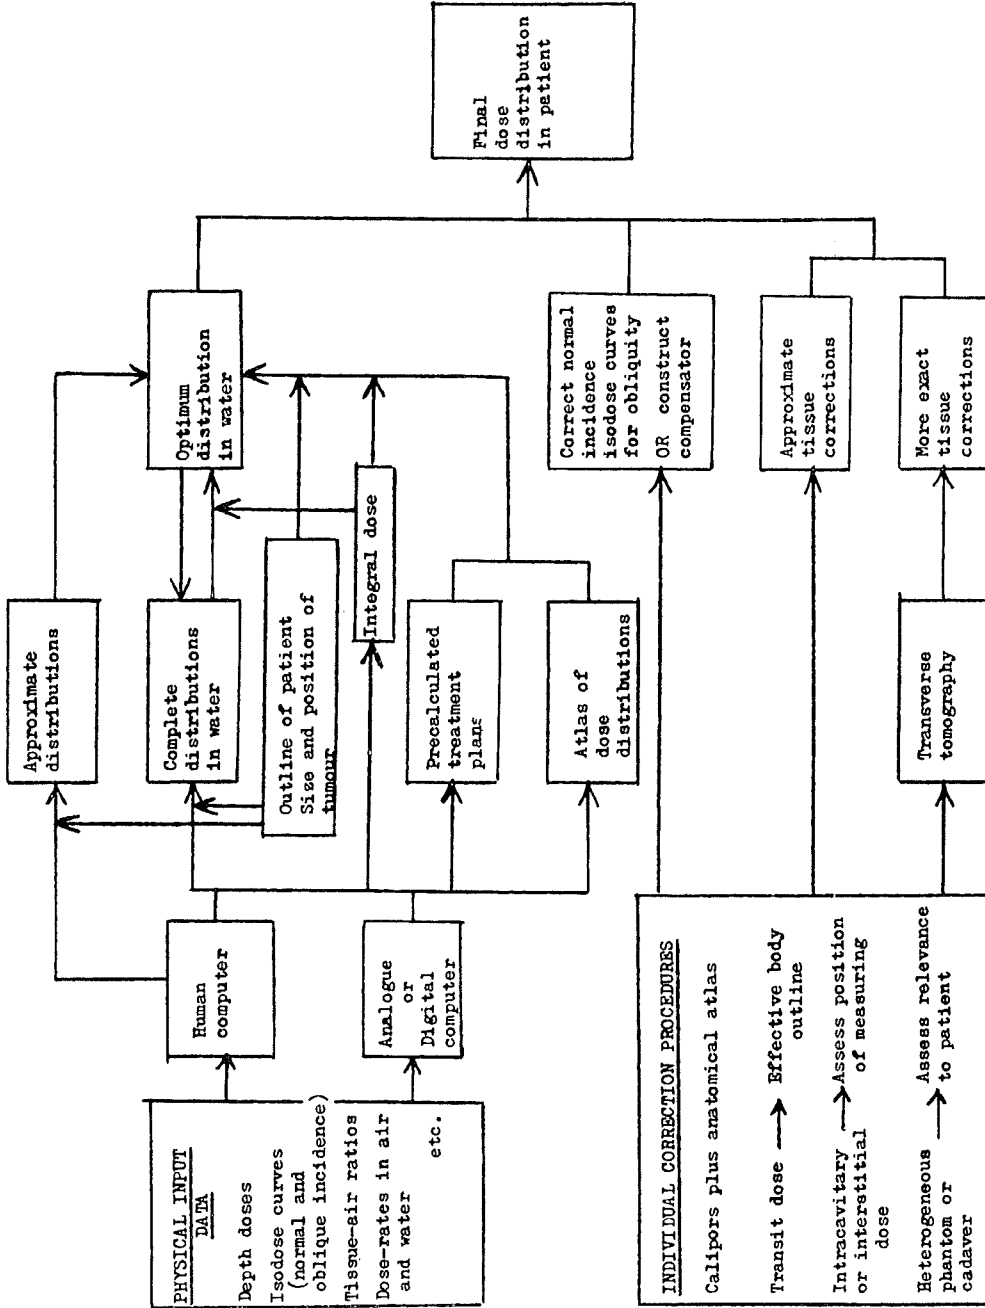 PHYSICAL INPUT
DATA
Depth doses
Isodose curves
(normal and
oblique incidence)
Tissue-air ratios
Dose-rates in air
and water
etc.
Human
computer
Analogue
or
Digital
computer
Approximate
distributions
Complete
distributions
in water
Outline of patient
Size and position of
tumour
Integral dose
Precalculated
treatment
plans
Atlas of
dose
distributions
Optimum
distribution
in water
Final
dose
distribution
in patient
INDIVIDUAL CORRECTION PROCEDURES
Calipors plus anatomical atlas
Transit dose → Effective body
outline
Intracavitary → Assess position
or interstitial of measuring
dose
Heterogeneous → Assess relevance
phantom or to patient
cadaver
Transverse
tomography
Correct normal
incidence
isodose curves
for obliquity
OR construct
compensator
Approximate
tissue
corrections
More exact
tissue
corrections